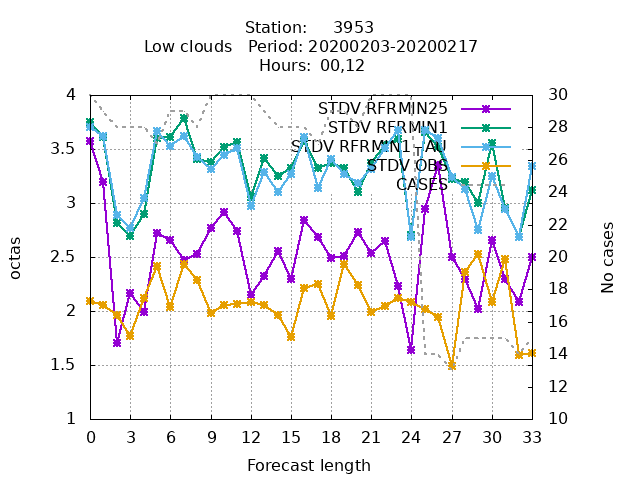 Station: 3953
Low clouds Period: 20200203-20200217
Hours: 00,12
STDV RFRMIN25
STDV RFRMIN1
STDV RFRMIN1_AU
STDV OBS
CASES
4
3.5
3
2.5
2
1.5
1
octas
30
28
26
24
22
20
18
16
14
12
10
No cases
0 3 6 9 12 15 18 21 24 27 30 33
Forecast length